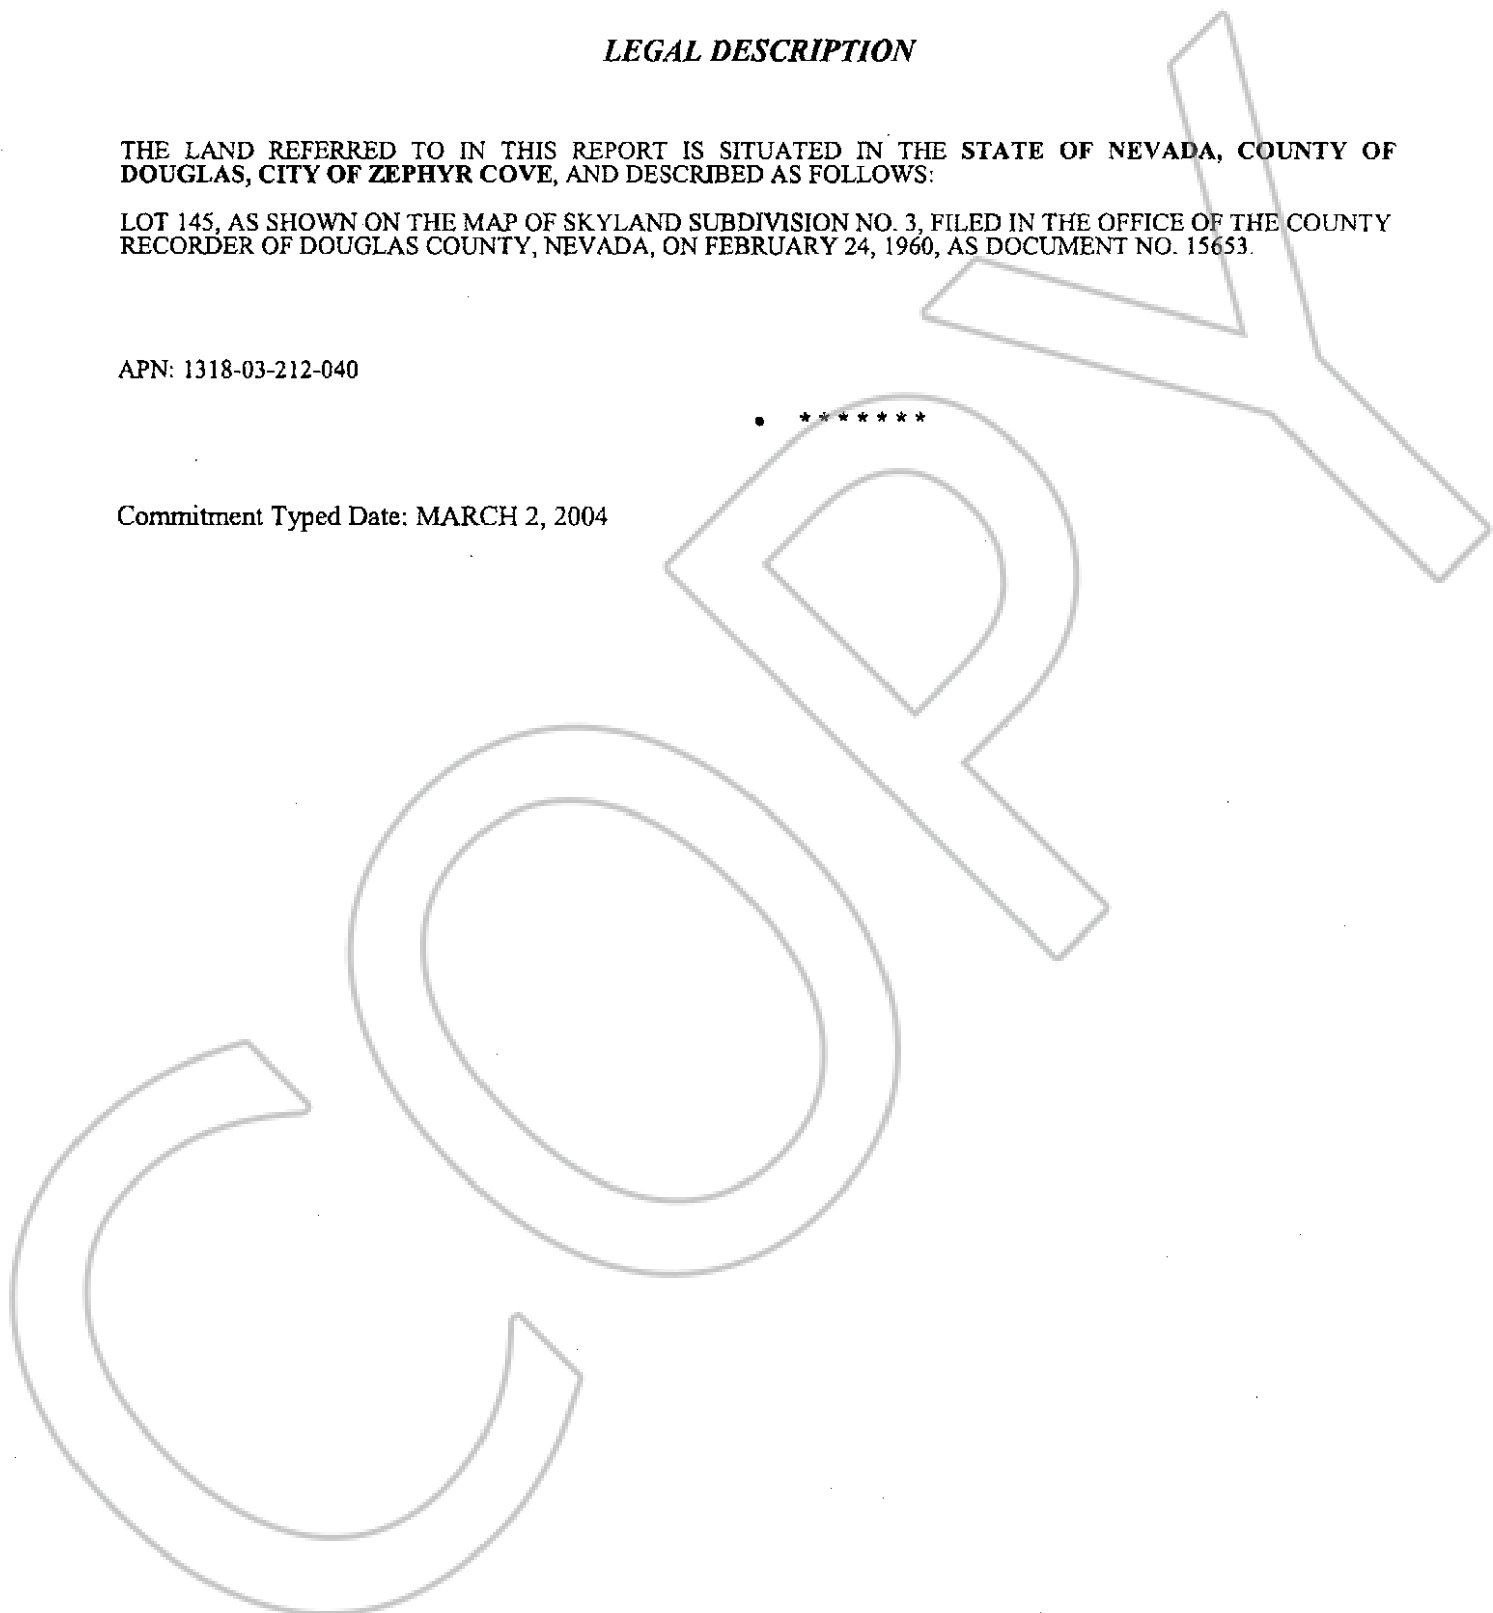 LEGAL DESCRIPTION
THE LAND REFERRED TO IN THIS REPORT IS SITUATED IN THE STATE OF NEVADA, COUNTY OF
DOUGLAS, CITY OF ZEPHYR COVE, AND DESCRIBED AS FOLLOWS:
LOT 145, AS SHOWN ON THE MAP OF SKYLAND SUBDIVISION NO. 3, FILED IN THE OFFICE OF THE COUNTY
RECORDER OF DOUGLAS COUNTY, NEVADA, ON FEBRUARY 24, 1960, AS DOCUMENT NO. 15653.
APN: 1318-03-212-040
• *******
Commitment Typed Date: MARCH 2, 2004
COPY